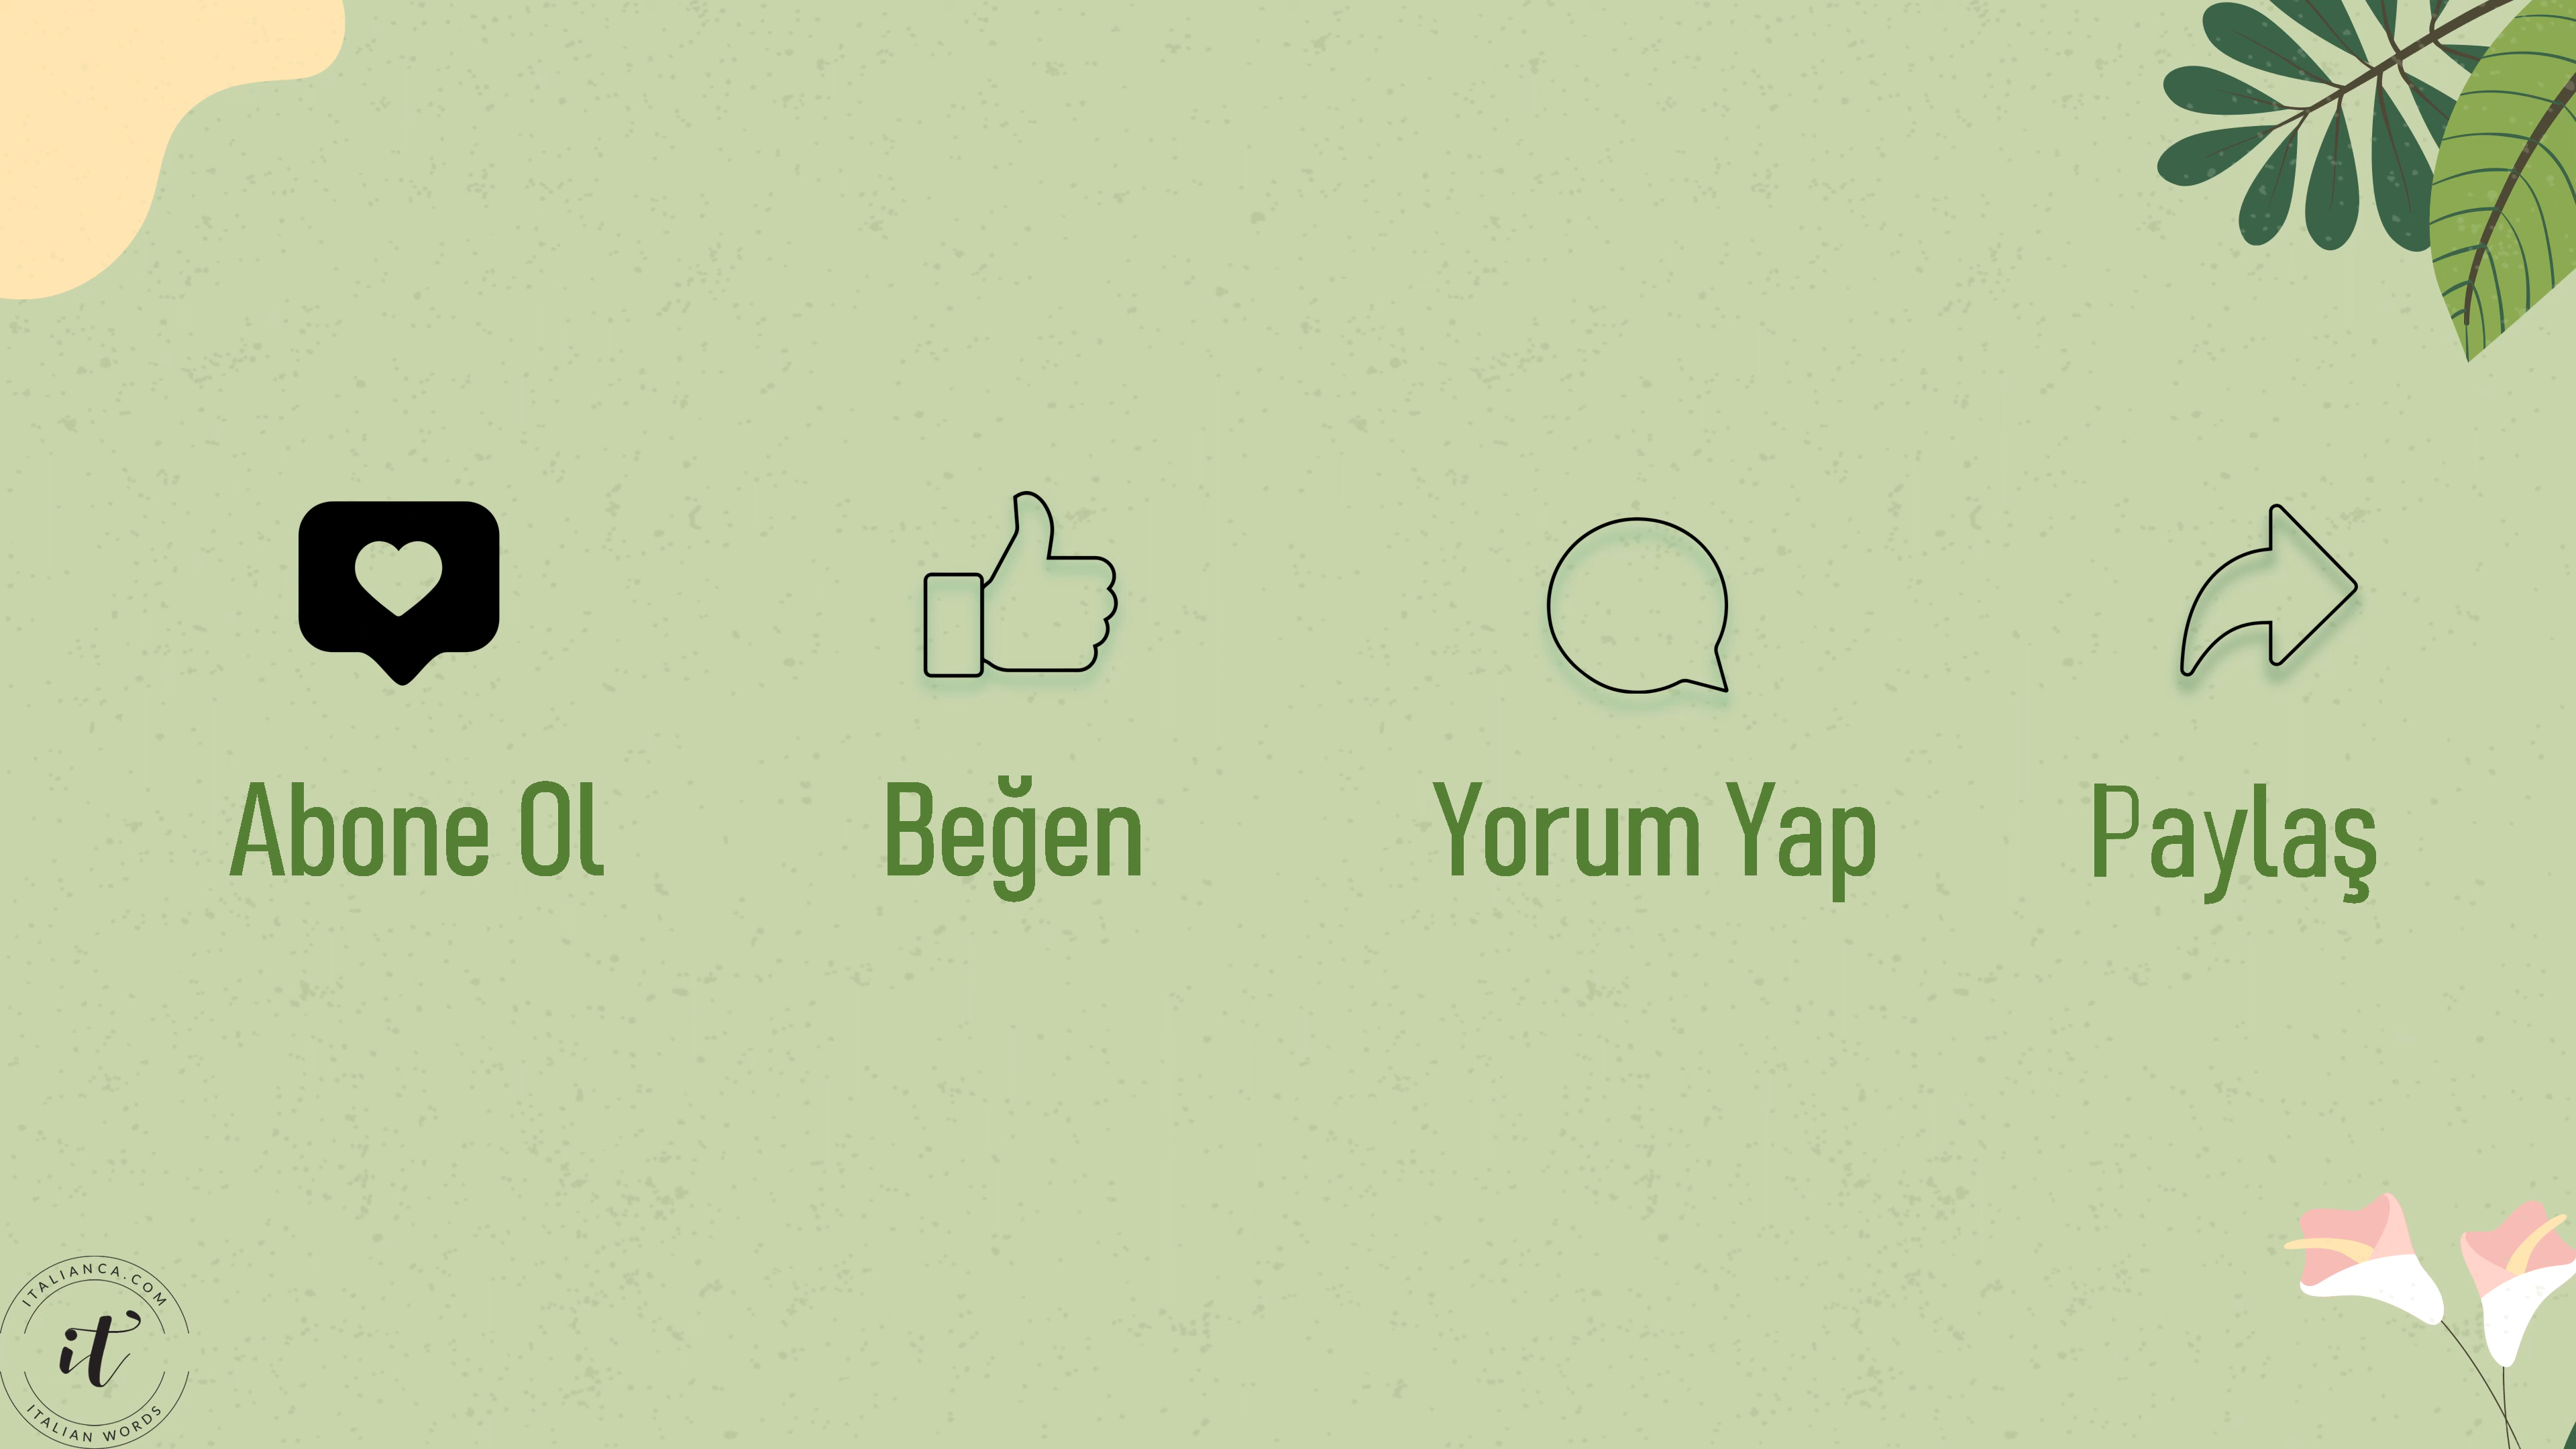 Abone Ol
Beğen
Yorum Yap
Paylaş
ITALIANCA.COM
it
ITALIAN WORDS